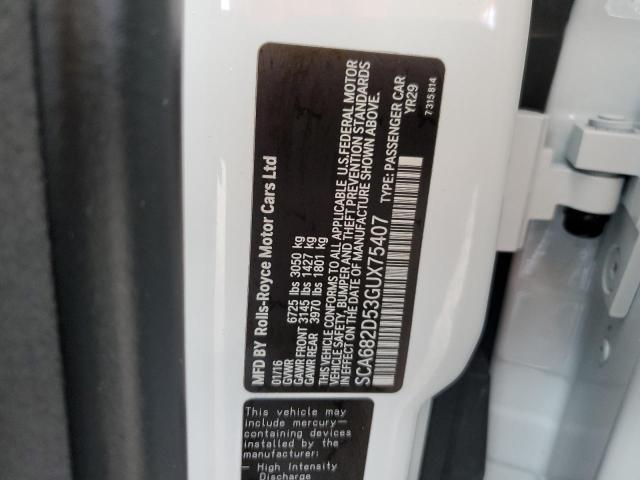 MFD BY Rolls-Royce Motor Cars Ltd
01/16
GVWR 6725 lbs 3050 kg
GAWR FRONT 3145 lbs 1427 kg
GAWR REAR 3970 lbs 1801 kg
THIS VEHICLE CONFORMS TO ALL APPLICABLE U.S.FEDERAL MOTOR
VEHICLE SAFETY, BUMPER AND THEFT PREVENTION STANDARDS
IN EFFECT ON THE DATE OF MANUFACTURE SHOWN ABOVE.
SCA682D53GUX75407 TYPE: PASSENGER CAR
YR29
7 315 814
This vehicle may
include mercury-
containing devices
installed by the
manufacturer:
- High Intensity
Discharge